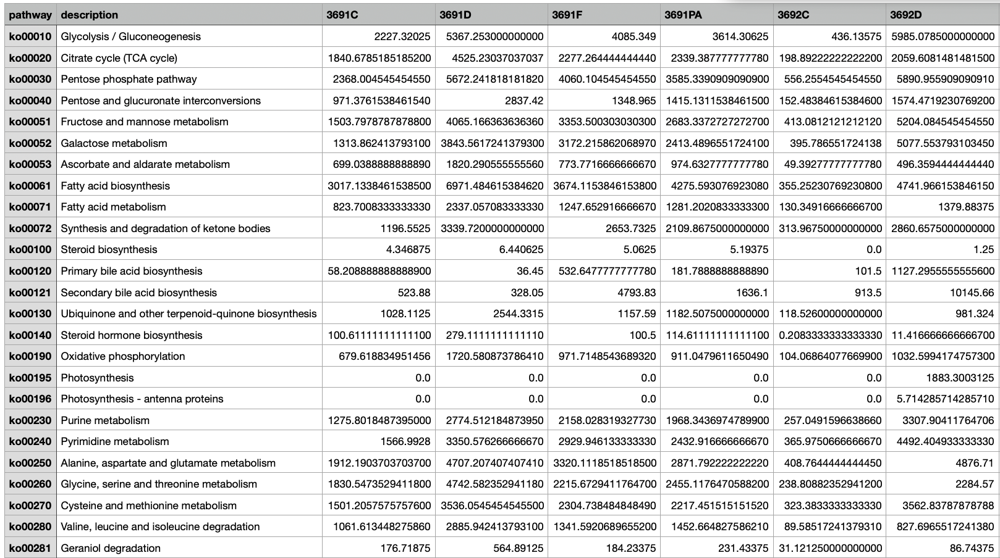 pathway description 3691C 3691D 3691F 3691PA 3692C 3692D
ko00010 Glycolysis / Gluconeogenesis 2227.32025 5367.253000000000 4085.349 3614.30625 436.13575 5985.0785000000000
ko00020 Citrate cycle (TCA cycle) 1840.6785185185200 4525.23037037037 2277.264444444440 2339.387777777780 198.89222222222200 2059.6081481481500
ko00030 Pentose phosphate pathway 2368.004545454550 5672.241818181820 4060.104545454550 3585.3390909090900 556.2554545454550 5890.955909090910
ko00040 Pentose and glucuronate interconversions 971.3761538461540 2837.42 1348.965 1415.1311538461500 152.48384615384600 1574.4719230769200
ko00051 Fructose and mannose metabolism 1503.7978787878800 4065.166363636360 3353.500303030300 2683.3372727272700 413.0812121212120 5204.084545454550
ko00052 Galactose metabolism 1313.862413793100 3843.5617241379300 3172.215862068970 2413.4896551724100 395.786551724138 5077.553793103450
ko00053 Ascorbate and aldarate metabolism 699.0388888888890 1820.290555555560 773.7716666666670 974.6327777777780 49.39277777777780 496.3594444444440
ko00061 Fatty acid biosynthesis 3017.1338461538500 6971.484615384620 3674.1153846153800 4275.593076923080 355.25230769230800 4741.966153846150
ko00071 Fatty acid metabolism 823.7008333333330 2337.057083333330 1247.652916666670 1281.2020833333300 130.34916666666700 1379.88375
ko00072 Synthesis and degradation of ketone bodies 1196.5525 3339.7200000000000 2653.7325 2109.8675000000000 313.96750000000000 2860.6575000000000
ko00100 Steroid biosynthesis 4.346875 6.440625 5.0625 5.19375 0.0 1.25
ko00120 Primary bile acid biosynthesis 58.208888888888900 36.45 532.6477777777780 181.7888888888890 101.5 1127.2955555555600
ko00121 Secondary bile acid biosynthesis 523.88 328.05 4793.83 1636.1 913.5 10145.66
ko00130 Ubiquinone and other terpenoid-quinone biosynthesis 1028.1125 2544.3315 1157.59 1182.5075000000000 118.52600000000000 981.324
ko00140 Steroid hormone biosynthesis 100.61111111111100 279.1111111111110 100.5 114.61111111111100 0.2083333333333330 11.416666666666700
ko00190 Oxidative phosphorylation 679.618834951456 1720.580873786410 971.7148543689320 911.0479611650490 104.06864077669900 1032.5994174757300
ko00195 Photosynthesis 0.0 0.0 0.0 0.0 0.0 1883.3003125
ko00196 Photosynthesis - antenna proteins 0.0 0.0 0.0 0.0 0.0 5.714285714285710
ko00230 Purine metabolism 1275.8018487395000 2774.512184873950 2158.028319327730 1968.3436974789900 257.0491596638660 3307.90411764706
ko00240 Pyrimidine metabolism 1566.9928 3350.576266666670 2929.946133333330 2432.916666666670 365.9750666666670 4492.404933333330
ko00250 Alanine, aspartate and glutamate metabolism 1912.1903703703700 4707.207407407410 3320.1118518518500 2871.792222222220 408.7644444444450 4876.71
ko00260 Glycine, serine and threonine metabolism 1830.5473529411800 4742.582352941180 2215.6729411764700 2455.1176470588200 238.80882352941200 2284.57
ko00270 Cysteine and methionine metabolism 1501.2057575757600 3536.0545454545500 2304.738484848490 2217.451515151520 323.3833333333330 3562.83787878788
ko00280 Valine, leucine and isoleucine degradation 1061.613448275860 2885.942413793100 1341.5920689655200 1452.664827586210 89.58517241379310 827.6965517241380
ko00281 Geraniol degradation 176.71875 564.89125 184.23375 231.43375 31.121250000000000 86.74375